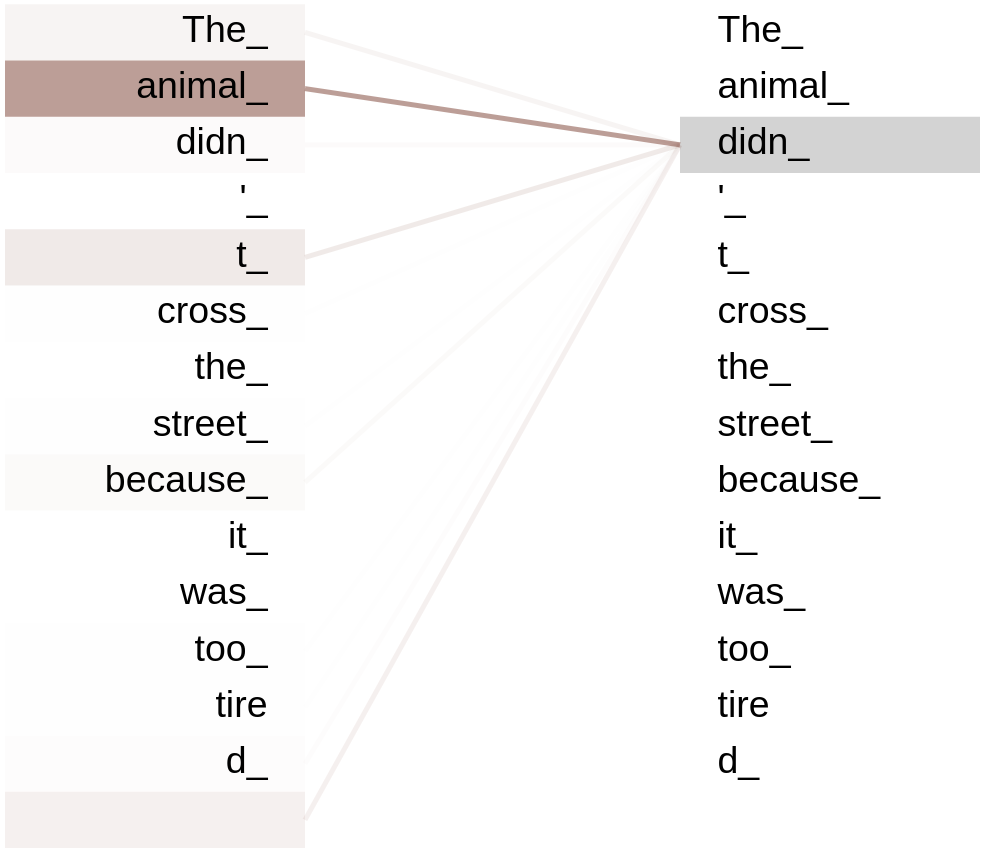 The_ The_
animal_ animal_
didn_ didn_
'_ '_
t_ t_
cross_ cross_
the_ the_
street_ street_
because_ because_
it_ it_
was_ was_
too_ too_
tire tire
d_ d_